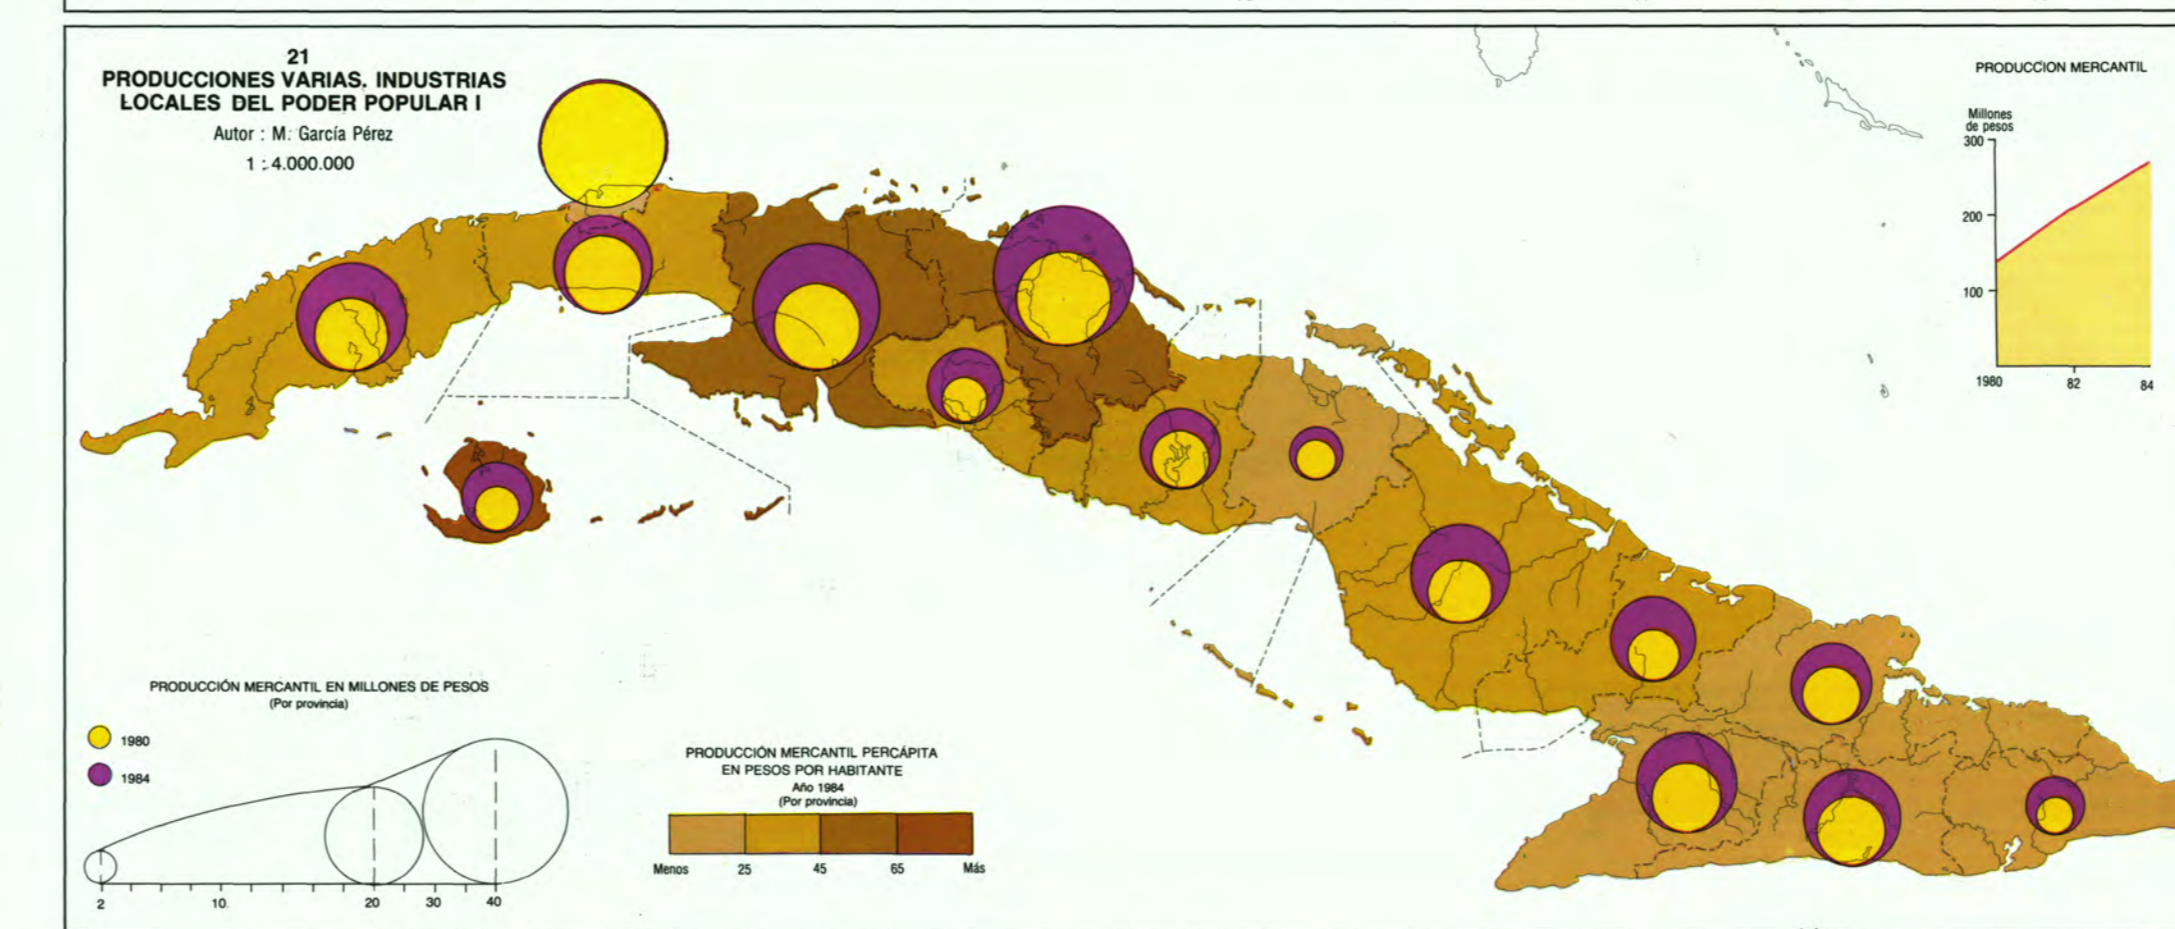 21
PRODUCCIONES VARIAS. INDUSTRIAS
LOCALES DEL PODER POPULAR I
Autor : M. García Pérez
1 : 4.000.000
PRODUCCION MERCANTIL
Millones
de pesos
300
200
100
1980 82 84
PRODUCCIÓN MERCANTIL EN MILLONES DE PESOS
(Por provincia)
1980
1984
2 10 20 30 40
PRODUCCIÓN MERCANTIL PERCÁPITA
EN PESOS POR HABITANTE
Año 1984
(Por provincia)
Menos 25 45 65 Más